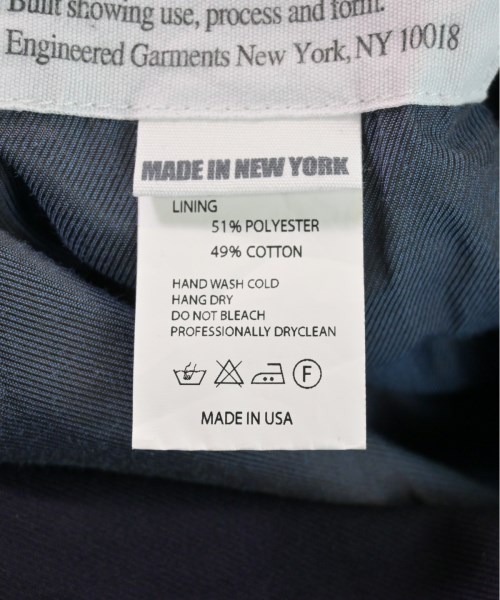 Built showing use, process and form.
Engineered Garments New York, NY 10018
MADE IN NEW YORK
LINING
51% POLYESTER
49% COTTON
HAND WASH COLD
HANG DRY
DO NOT BLEACH
PROFESSIONALLY DRYCLEAN
F
MADE IN USA